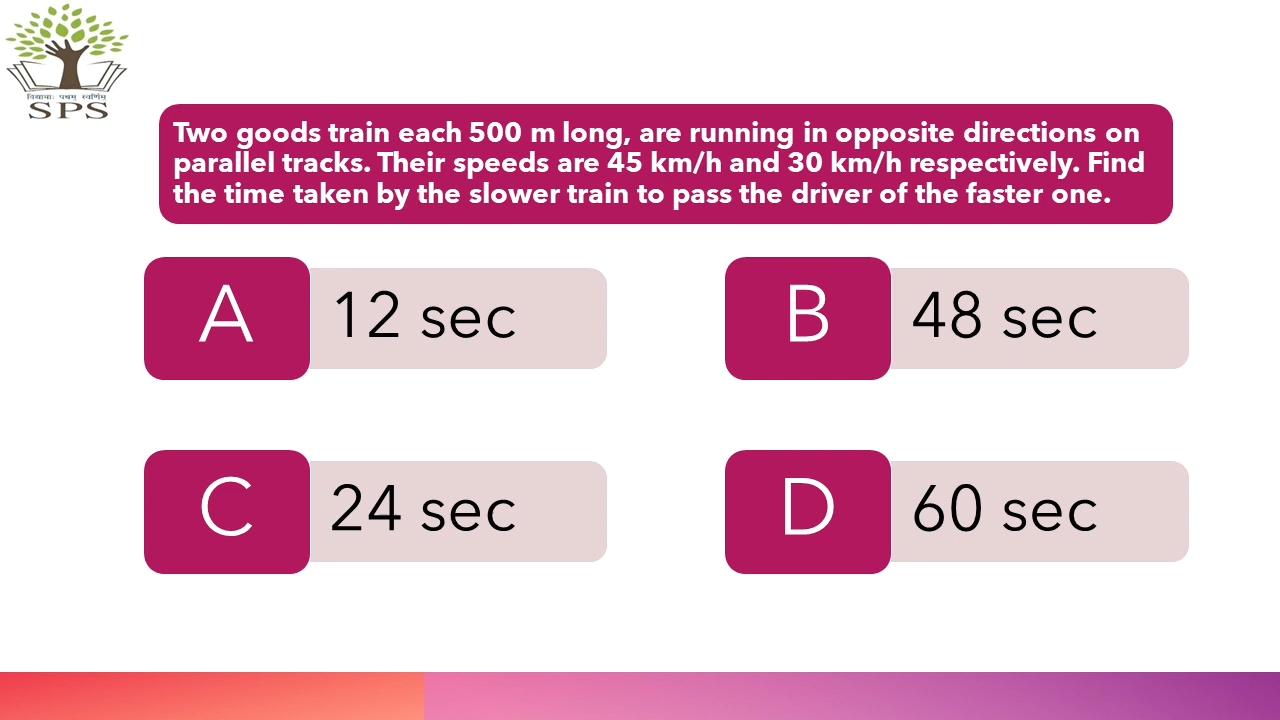 SPS
Two goods train each 500 m long, are running in opposite directions on
parallel tracks. Their speeds are 45 km/h and 30 km/h respectively. Find
the time taken by the slower train to pass the driver of the faster one.
A 12 sec
B 48 sec
C 24 sec
D 60 sec